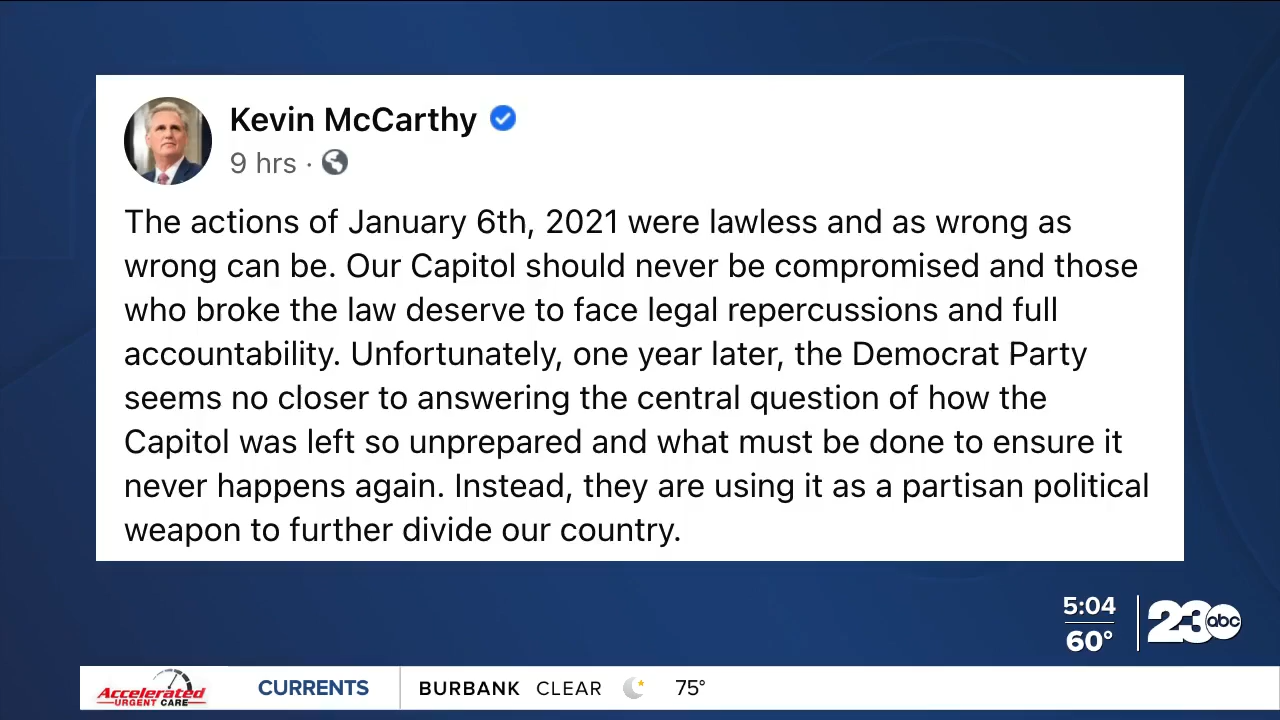 Kevin McCarthy
9 hrs ·
The actions of January 6th, 2021 were lawless and as wrong as
wrong can be. Our Capitol should never be compromised and those
who broke the law deserve to face legal repercussions and full
accountability. Unfortunately, one year later, the Democrat Party
seems no closer to answering the central question of how the
Capitol was left so unprepared and what must be done to ensure it
never happens again. Instead, they are using it as a partisan political
weapon to further divide our country.
5:04
60°
23 abc
Accelerated
URGENT CARE
CURRENTS
BURBANK CLEAR 75°